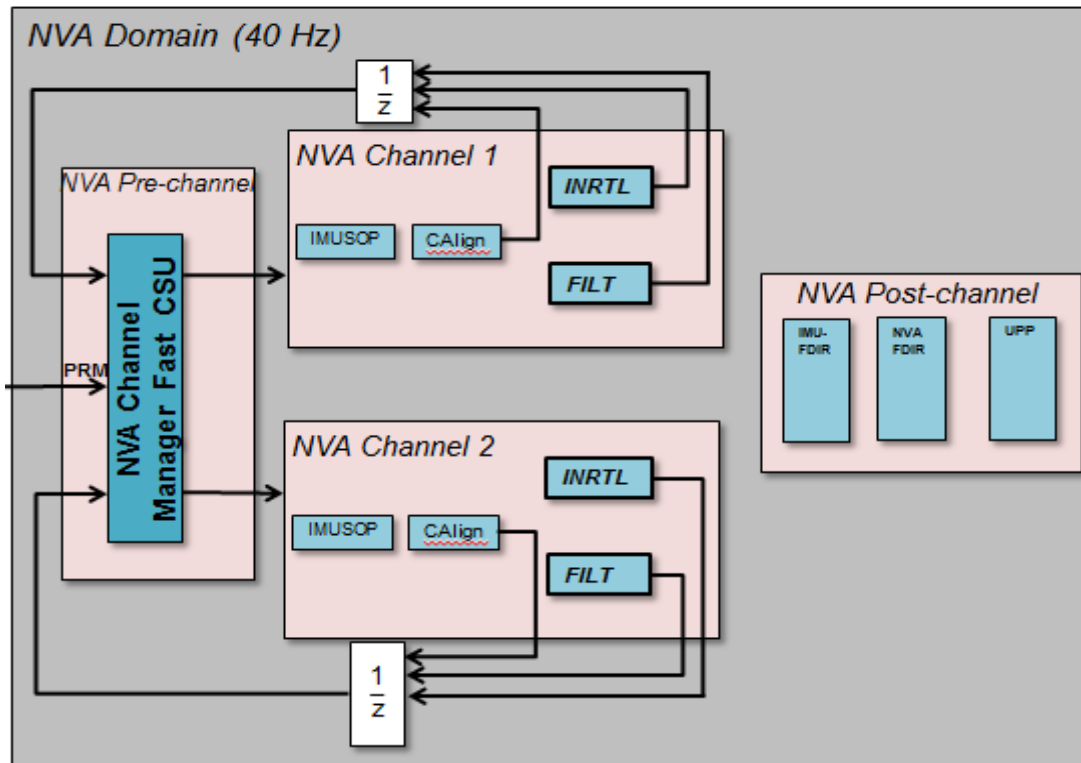 NVA Domain (40 Hz)
1
z
NVA Channel 1
INRTL
IMUSOP
CAlign
FILT
NVA Pre-channel
NVA Channel
Manager Fast CSU
PRM
NVA Post-channel
IMU-
FDIR
NVA
FDIR
UPP
NVA Channel 2
INRTL
IMUSOP
CAlign
FILT
1
z